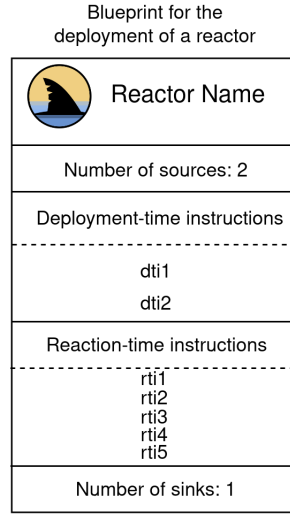 Blueprint for the
deployment of a reactor
Reactor Name
Number of sources: 2
Deployment-time instructions
dti1
dti2
Reaction-time instructions
rti1
rti2
rti3
rti4
rti5
Number of sinks: 1